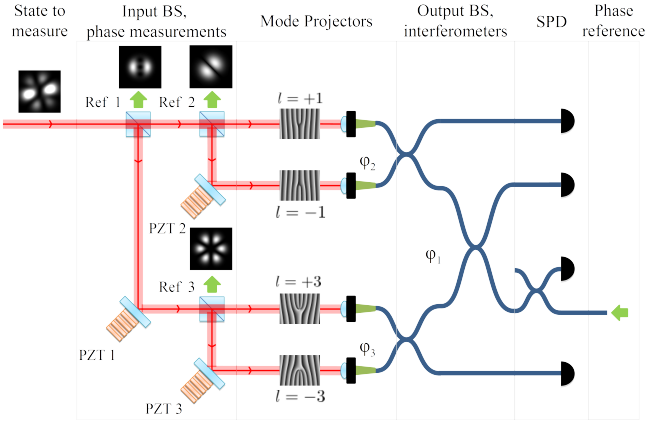 State to
measure
Input BS,
phase measurements
Mode Projectors
Output BS,
interferometers
SPD
Phase
reference
Ref 1
Ref 2
l = +1
φ2
l = −1
PZT 2
φ1
Ref 3
l = +3
PZT 1
φ3
PZT 3
l = −3